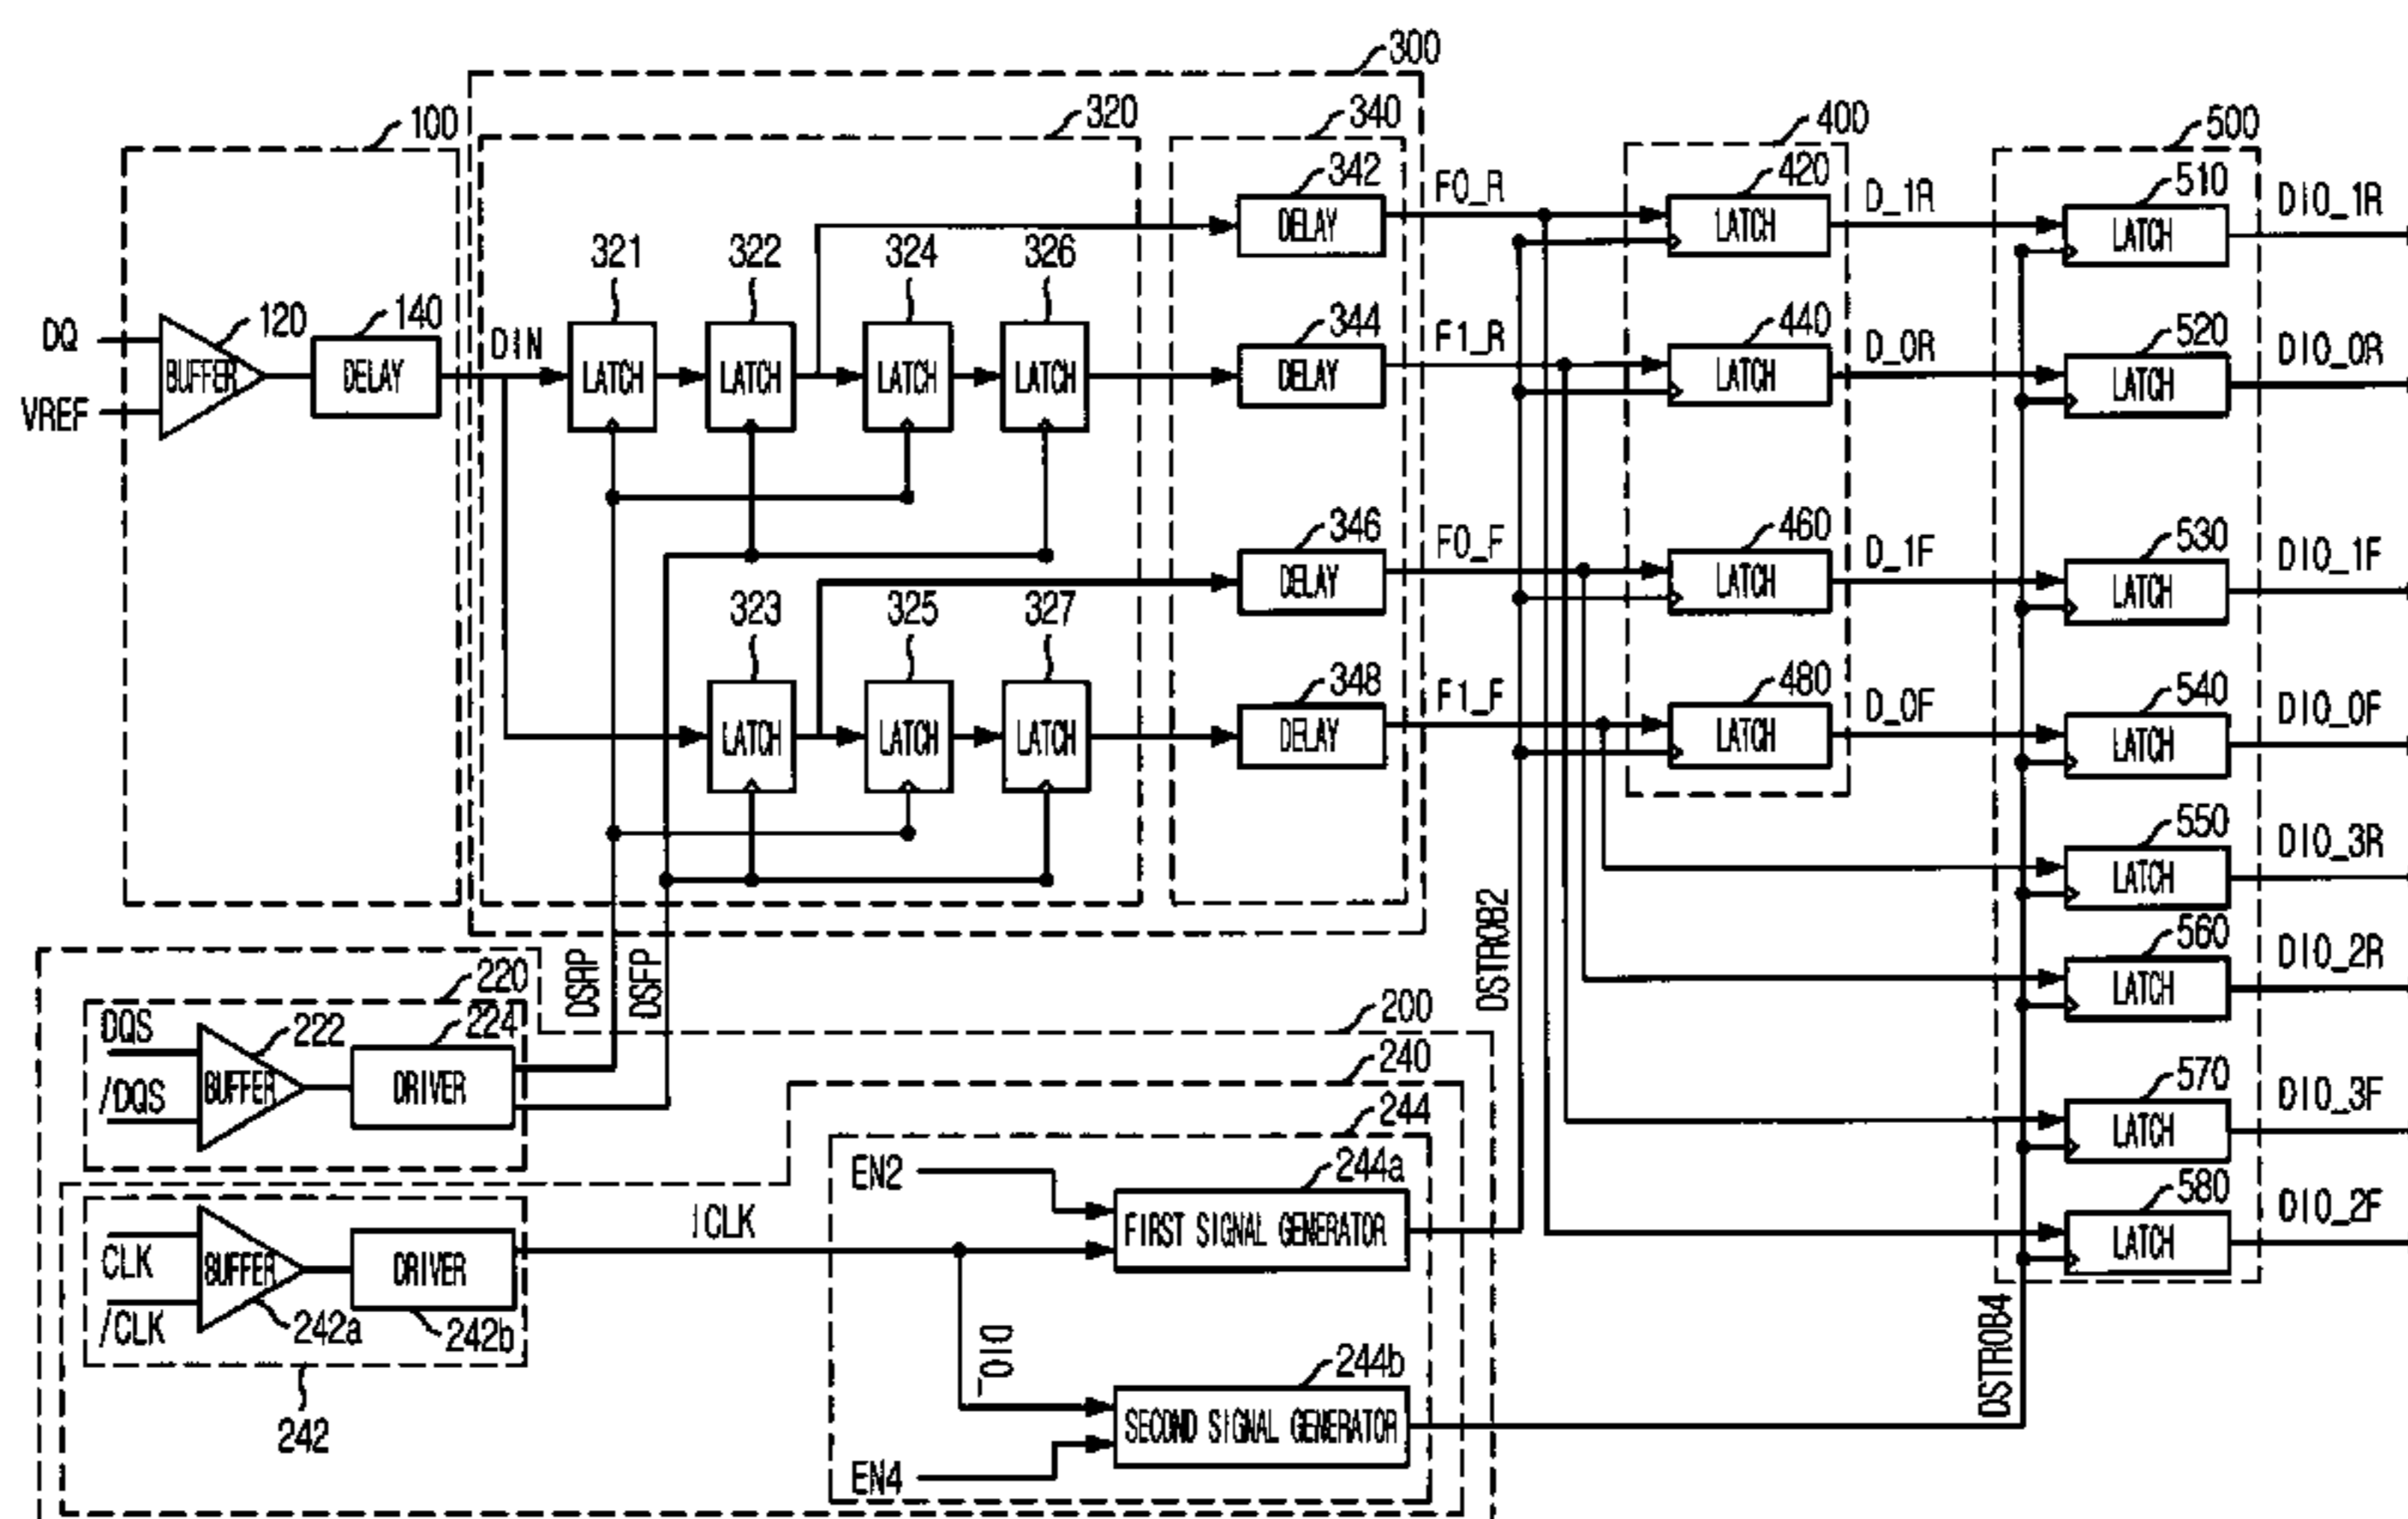 300
100
320
340
400
500
342
F0_R
420
D_1R
510
DIO_1R
DELAY
LATCH
LATCH
321
322
324
326
DQ
120
140
DIN
344
F1_R
440
D_0R
520
DIO_0R
BUFFER
DELAY
LATCH
LATCH
LATCH
LATCH
DELAY
LATCH
LATCH
VREF
346
F0_F
460
D_1F
530
DIO_1F
DELAY
LATCH
LATCH
323
325
327
348
F1_F
480
D_0F
540
DIO_0F
LATCH
LATCH
LATCH
DELAY
LATCH
LATCH
550
DIO_3R
LATCH
DSRP
DSFP
DSTROB2
560
DIO_2R
LATCH
220
200
DQS
222
224
240
/DQS
BUFFER
DRIVER
244
570
DIO_3F
LATCH
EN2
244a
ICLK
FIRST SIGNAL GENERATOR
580
DIO_2F
LATCH
CLK
BUFFER
DRIVER
/CLK
242a
242b
DIO_
244b
DSTROB4
242
SECOND SIGNAL GENERATOR
EN4